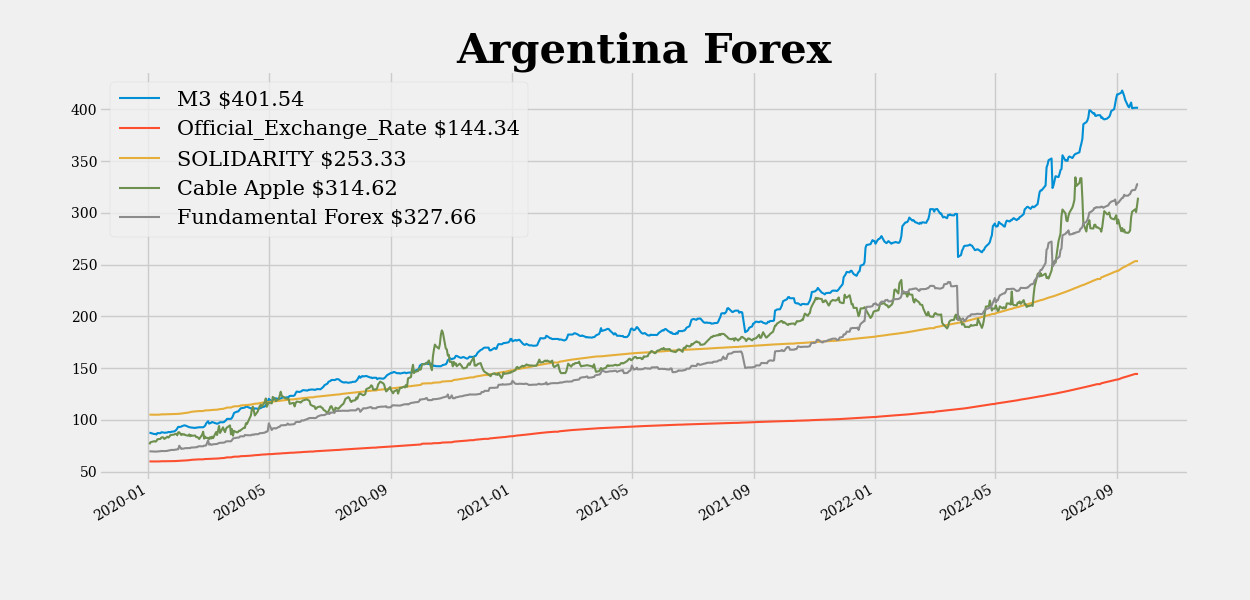 Argentina Forex
M3 $401.54
Official_Exchange_Rate $144.34
SOLIDARITY $253.33
Cable Apple $314.62
Fundamental Forex $327.66
400
350
300
250
200
150
100
50
2020-01
2020-05
2020-09
2021-01
2021-05
2021-09
2022-01
2022-05
2022-09